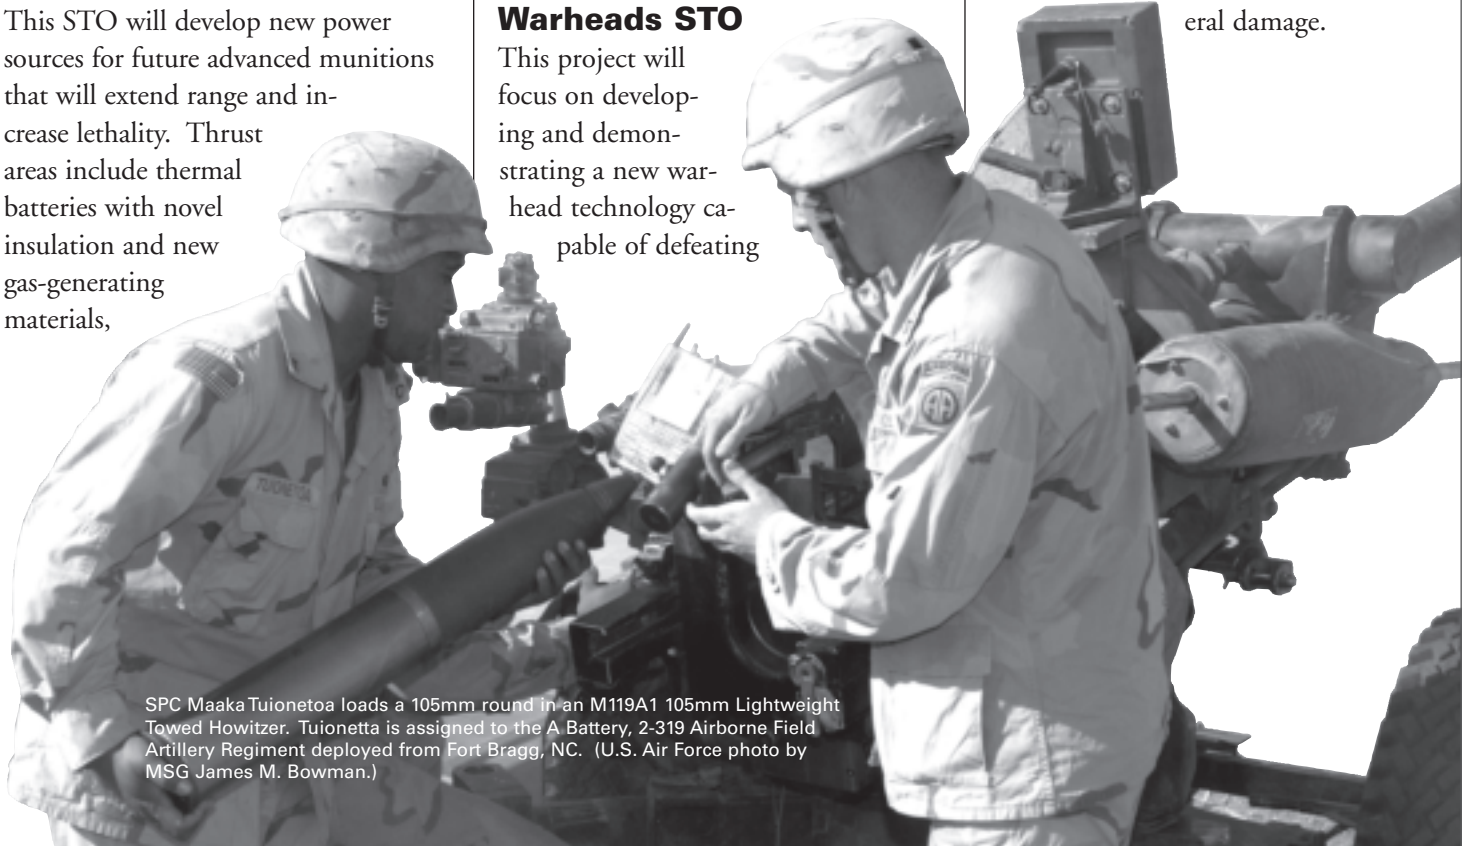 This STO will develop new power
sources for future advanced munitions
that will extend range and in-
crease lethality. Thrust
areas include thermal
batteries with novel
insulation and new
gas-generating
materials,
Warheads STO
This project will
focus on develop-
ing and demon-
strating a new war-
head technology ca-
pable of defeating
eral damage.
TUIONETOA
SPC Maaka Tuionetoa loads a 105mm round in an M119A1 105mm Lightweight
Towed Howitzer. Tuionetta is assigned to the A Battery, 2-319 Airborne Field
Artillery Regiment deployed from Fort Bragg, NC. (U.S. Air Force photo by
MSG James M. Bowman.)